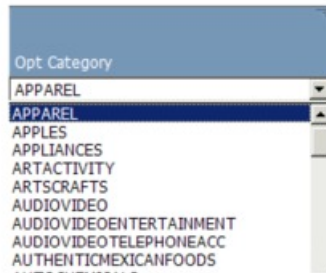 Opt Category
APPAREL
APPAREL
APPLES
APPLIANCES
ARTACTIVITY
ARTSCRAFTS
AUDIOVIDEO
AUDIOVIDEOENTERTAINMENT
AUDIOVIDEOTELEPHONEACC
AUTHENTICMEXICANFOODS